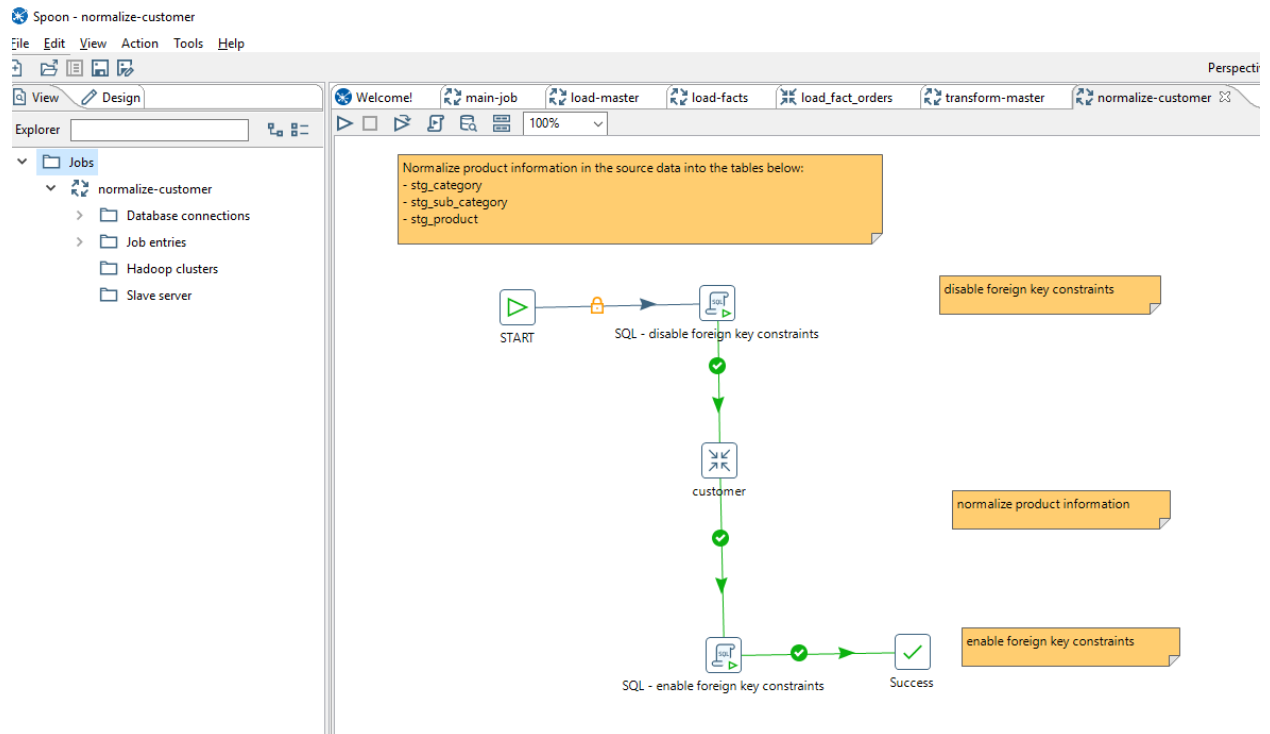 Spoon - normalize-customer
File Edit View Action Tools Help
Perspecti
View Design
Welcome! main-job load-master load-facts load_fact_orders transform-master normalize-customer
Explorer
100%
Jobs
normalize-customer
Database connections
Job entries
Hadoop clusters
Slave server
Normalize product information in the source data into the tables below:
- stg_category
- stg_sub_category
- stg_product
disable foreign key constraints
SQL
START
SQL - disable foreign key constraints
customer
normalize product information
enable foreign key constraints
SQL
SQL - enable foreign key constraints
Success